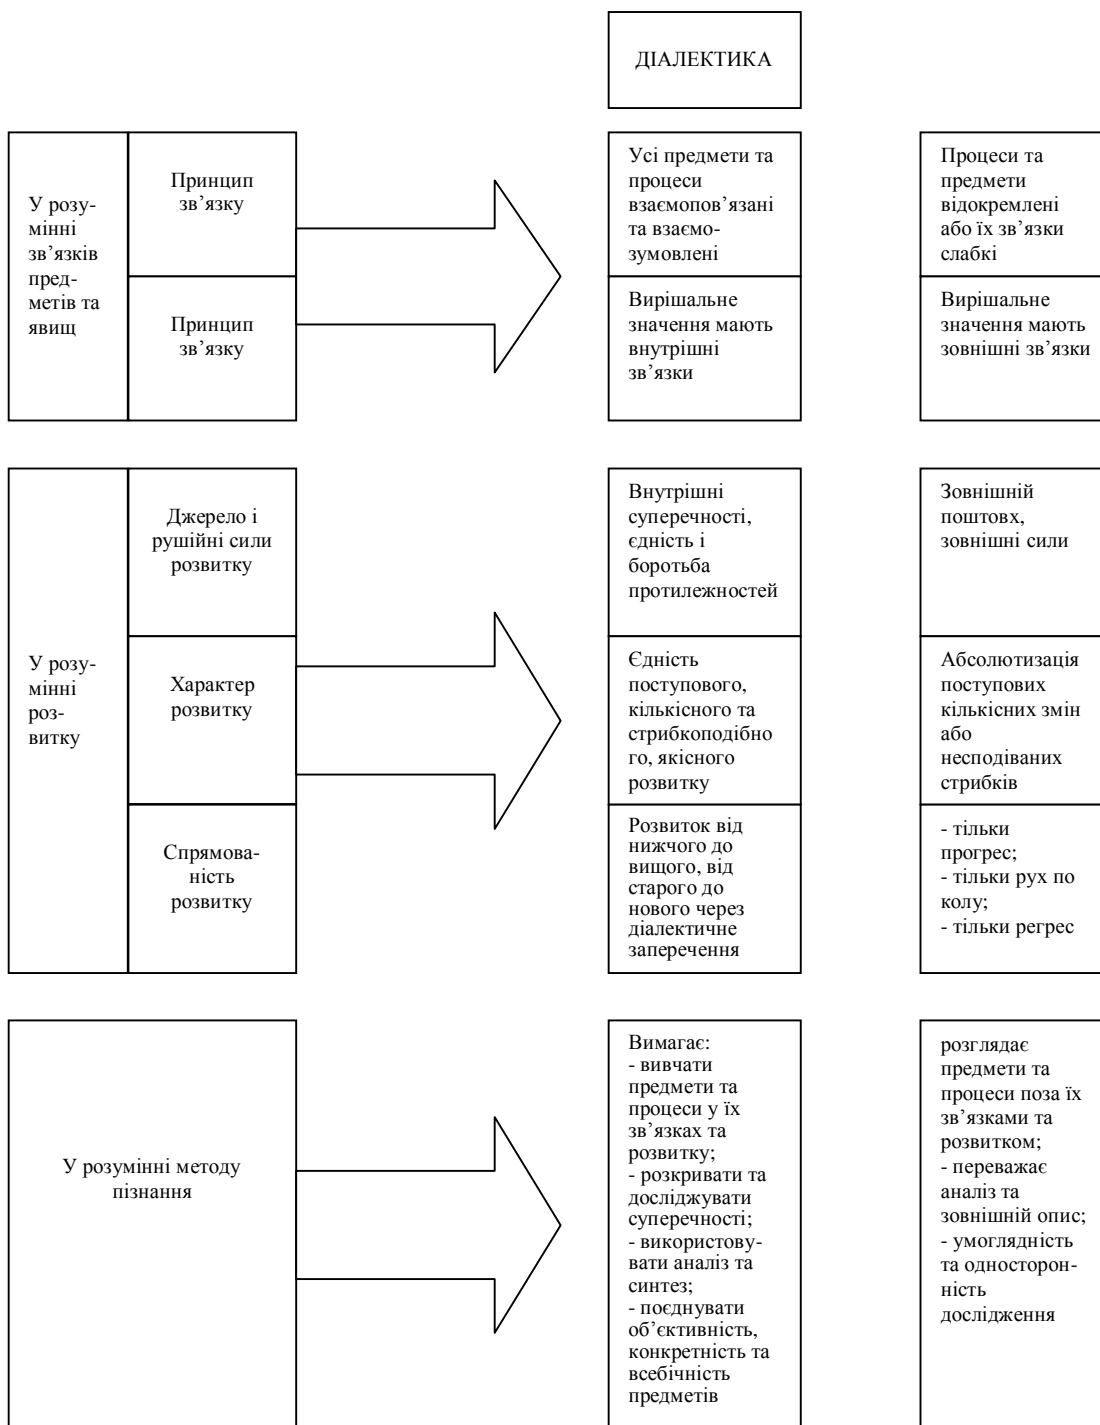 ДІАЛЕКТИКА
У розу-
мінні
зв’язків
пред-
метів та
явищ
Принцип
зв’язку
Усі предмети та
процеси
взаємопов’язані
та взаємо-
зумовлені
Процеси та
предмети
відокремлені
або їх зв’язки
слабкі
Принцип
зв’язку
Вирішальне
значення мають
внутрішні
зв’язки
Вирішальне
значення мають
зовнішні зв’язки
У розу-
мінні
роз-
витку
Джерело і
рушійні сили
розвитку
Внутрішні
суперечності,
єдність і
боротьба
протилежностей
Зовнішній
поштовх,
зовнішні сили
Характер
розвитку
Єдність
поступового,
кількісного та
стрибкоподібно
го, якісного
розвитку
Абсолютизація
поступових
кількісних змін
або
несподіваних
стрибків
Спрямова-
ність
розвитку
Розвиток від
нижчого до
вищого, від
старого до
нового через
діалектичне
заперечення
- тільки
прогрес;
- тільки рух по
колу;
- тільки регрес
У розумінні методу
пізнання
Вимагає:
- вивчати
предмети та
процеси у їх
зв’язках та
розвитку;
- розкривати та
досліджувати
суперечності;
- використову-
вати аналіз та
синтез;
- поєднувати
об’єктивність,
конкретність та
всебічність
предметів
розглядає
предмети та
процеси поза їх
зв’язками та
розвитком;
- переважає
аналіз та
зовнішній опис;
- умоглядність
та односторон-
ність
дослідження